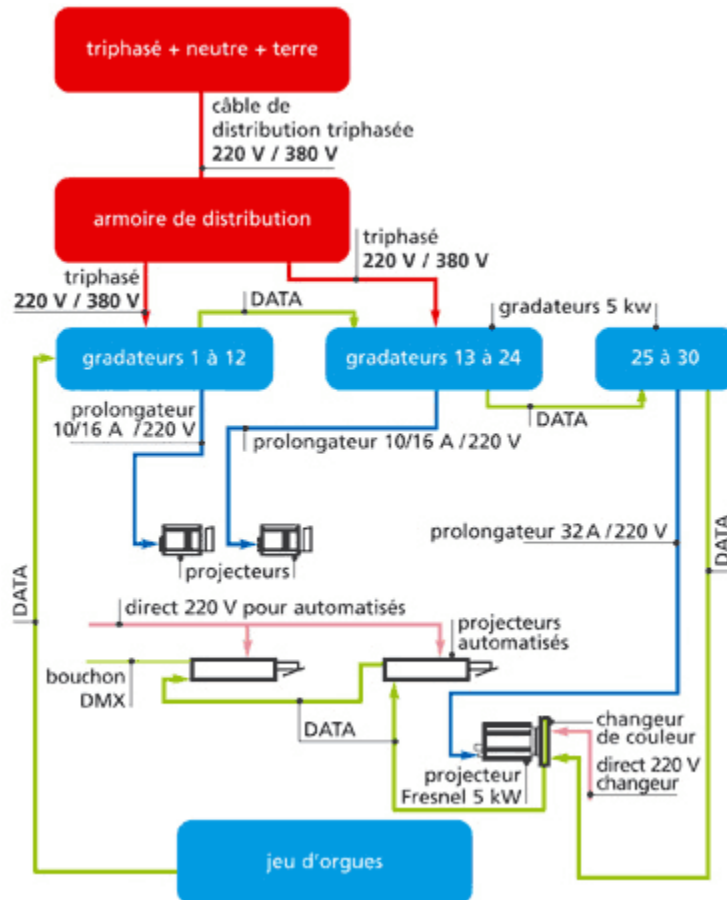 triphasé + neutre + terre
câble de
distribution triphasée
220 V / 380 V
armoire de distribution
triphasé
220 V / 380 V
triphasé
220 V / 380 V
DATA
gradateurs 5 kw
gradateurs 1 à 12
gradateurs 13 à 24
25 à 30
prolongateur
10/16 A /220 V
prolongateur 10/16 A /220 V
DATA
prolongateur 32 A /220 V
DATA
projecteurs
DATA
direct 220 V pour automatisés
projecteurs
automatisés
bouchon
DMX
DATA
changeur
de couleur
projecteur
Fresnel 5 kW
direct 220 V
changeur
jeu d'orgues